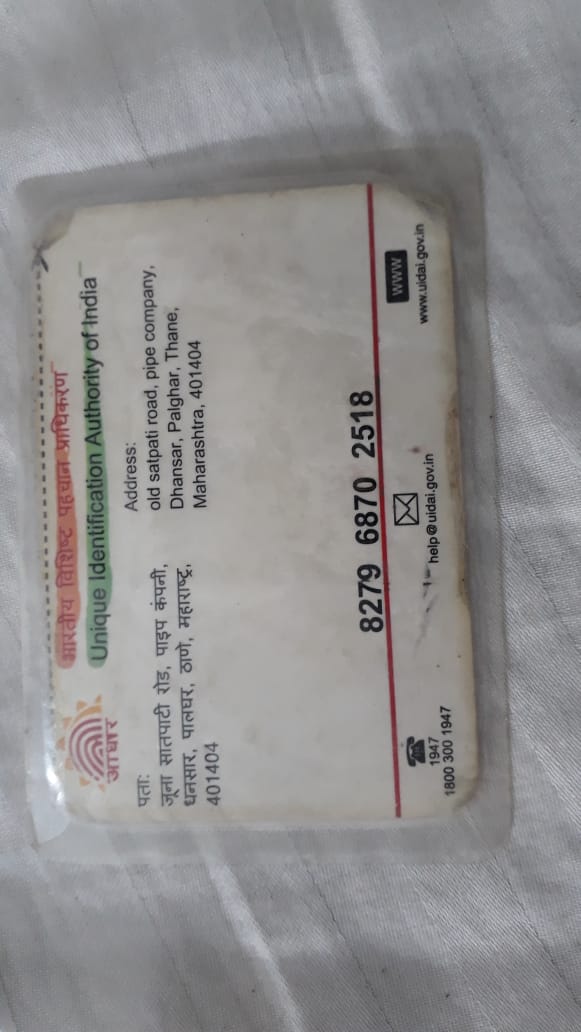 भारतीय विशिष्ट पहचान प्राधिकरण
Unique Identification Authority of India
आधार
पता:
जूना सातपाटी रोड, पाइप कंपनी,
धनसार, पालघर, ठाणे, महाराष्ट्र,
401404
Address:
old satpati road, pipe company,
Dhansar, Palghar, Thane,
Maharashtra, 401404
8279 6870 2518
1947
1800 300 1947
help@uidai.gov.in
WWW
www.uidai.gov.in